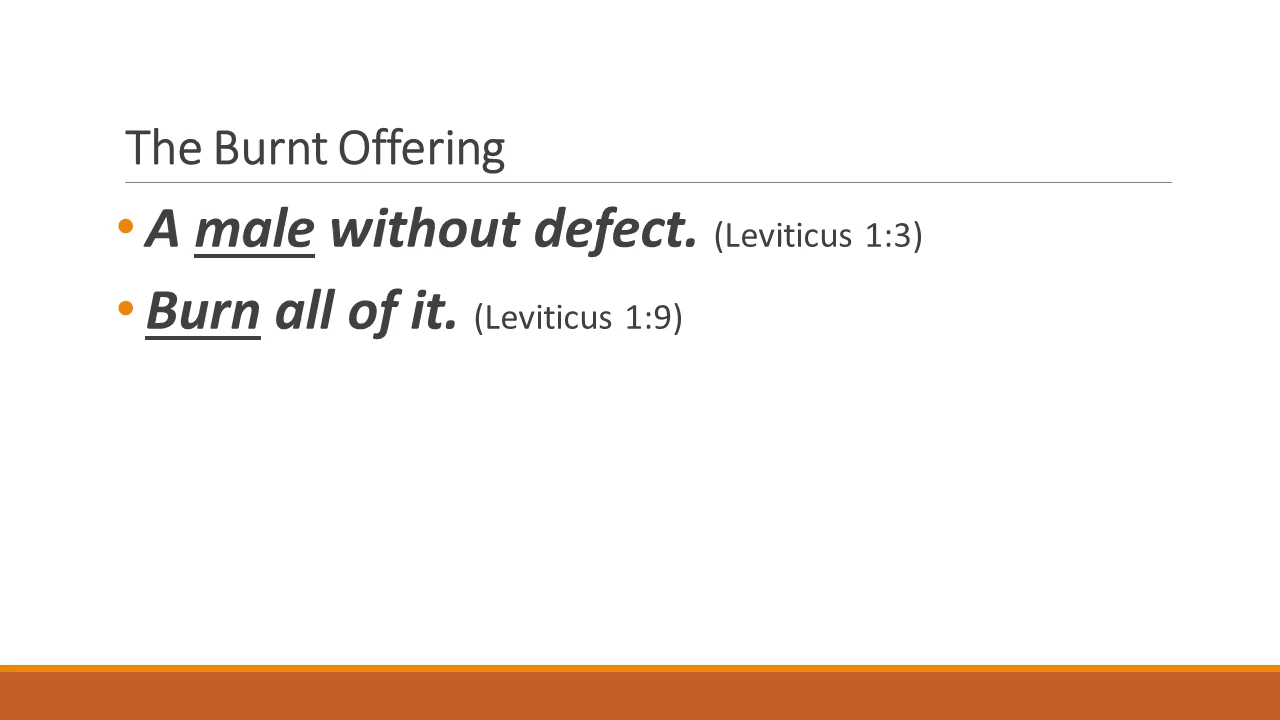 The Burnt Offering
• A male without defect. (Leviticus 1:3)
• Burn all of it. (Leviticus 1:9)